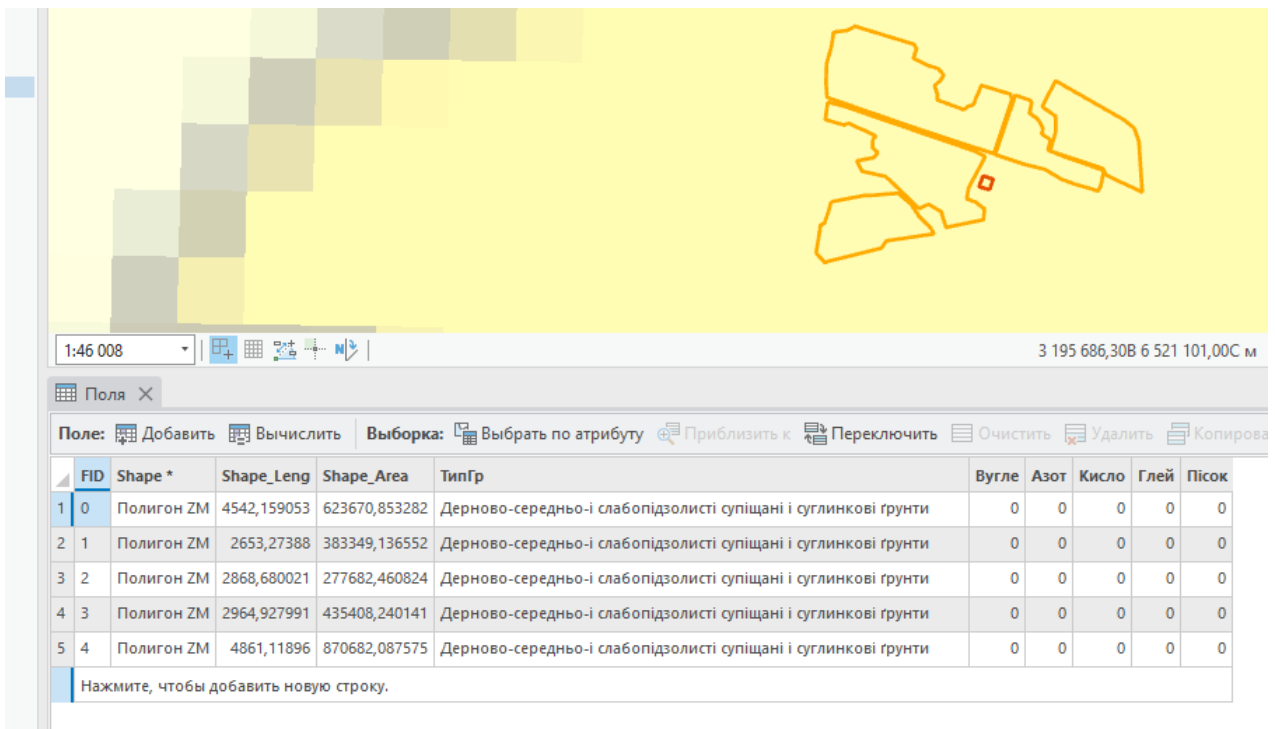 1:46 008
3 195 686,30В 6 521 101,00С м
Поля
Поле: Добавить Вычислить Выборка: Выбрать по атрибуту Приблизить к Переключить Очистить Удалить Копирова
FID Shape * Shape_Leng Shape_Area ТипГр Вугле Азот Кисло Глей Пісок
1 0 Полигон ZM 4542,159053 623670,853282 Дерново-середньо-і слабопідзолисті супіщані і суглинкові ґрунти 0 0 0 0 0
2 1 Полигон ZM 2653,27388 383349,136552 Дерново-середньо-і слабопідзолисті супіщані і суглинкові ґрунти 0 0 0 0 0
3 2 Полигон ZM 2868,680021 277682,460824 Дерново-середньо-і слабопідзолисті супіщані і суглинкові ґрунти 0 0 0 0 0
4 3 Полигон ZM 2964,927991 435408,240141 Дерново-середньо-і слабопідзолисті супіщані і суглинкові ґрунти 0 0 0 0 0
5 4 Полигон ZM 4861,11896 870682,087575 Дерново-середньо-і слабопідзолисті супіщані і суглинкові ґрунти 0 0 0 0 0
Нажмите, чтобы добавить новую строку.